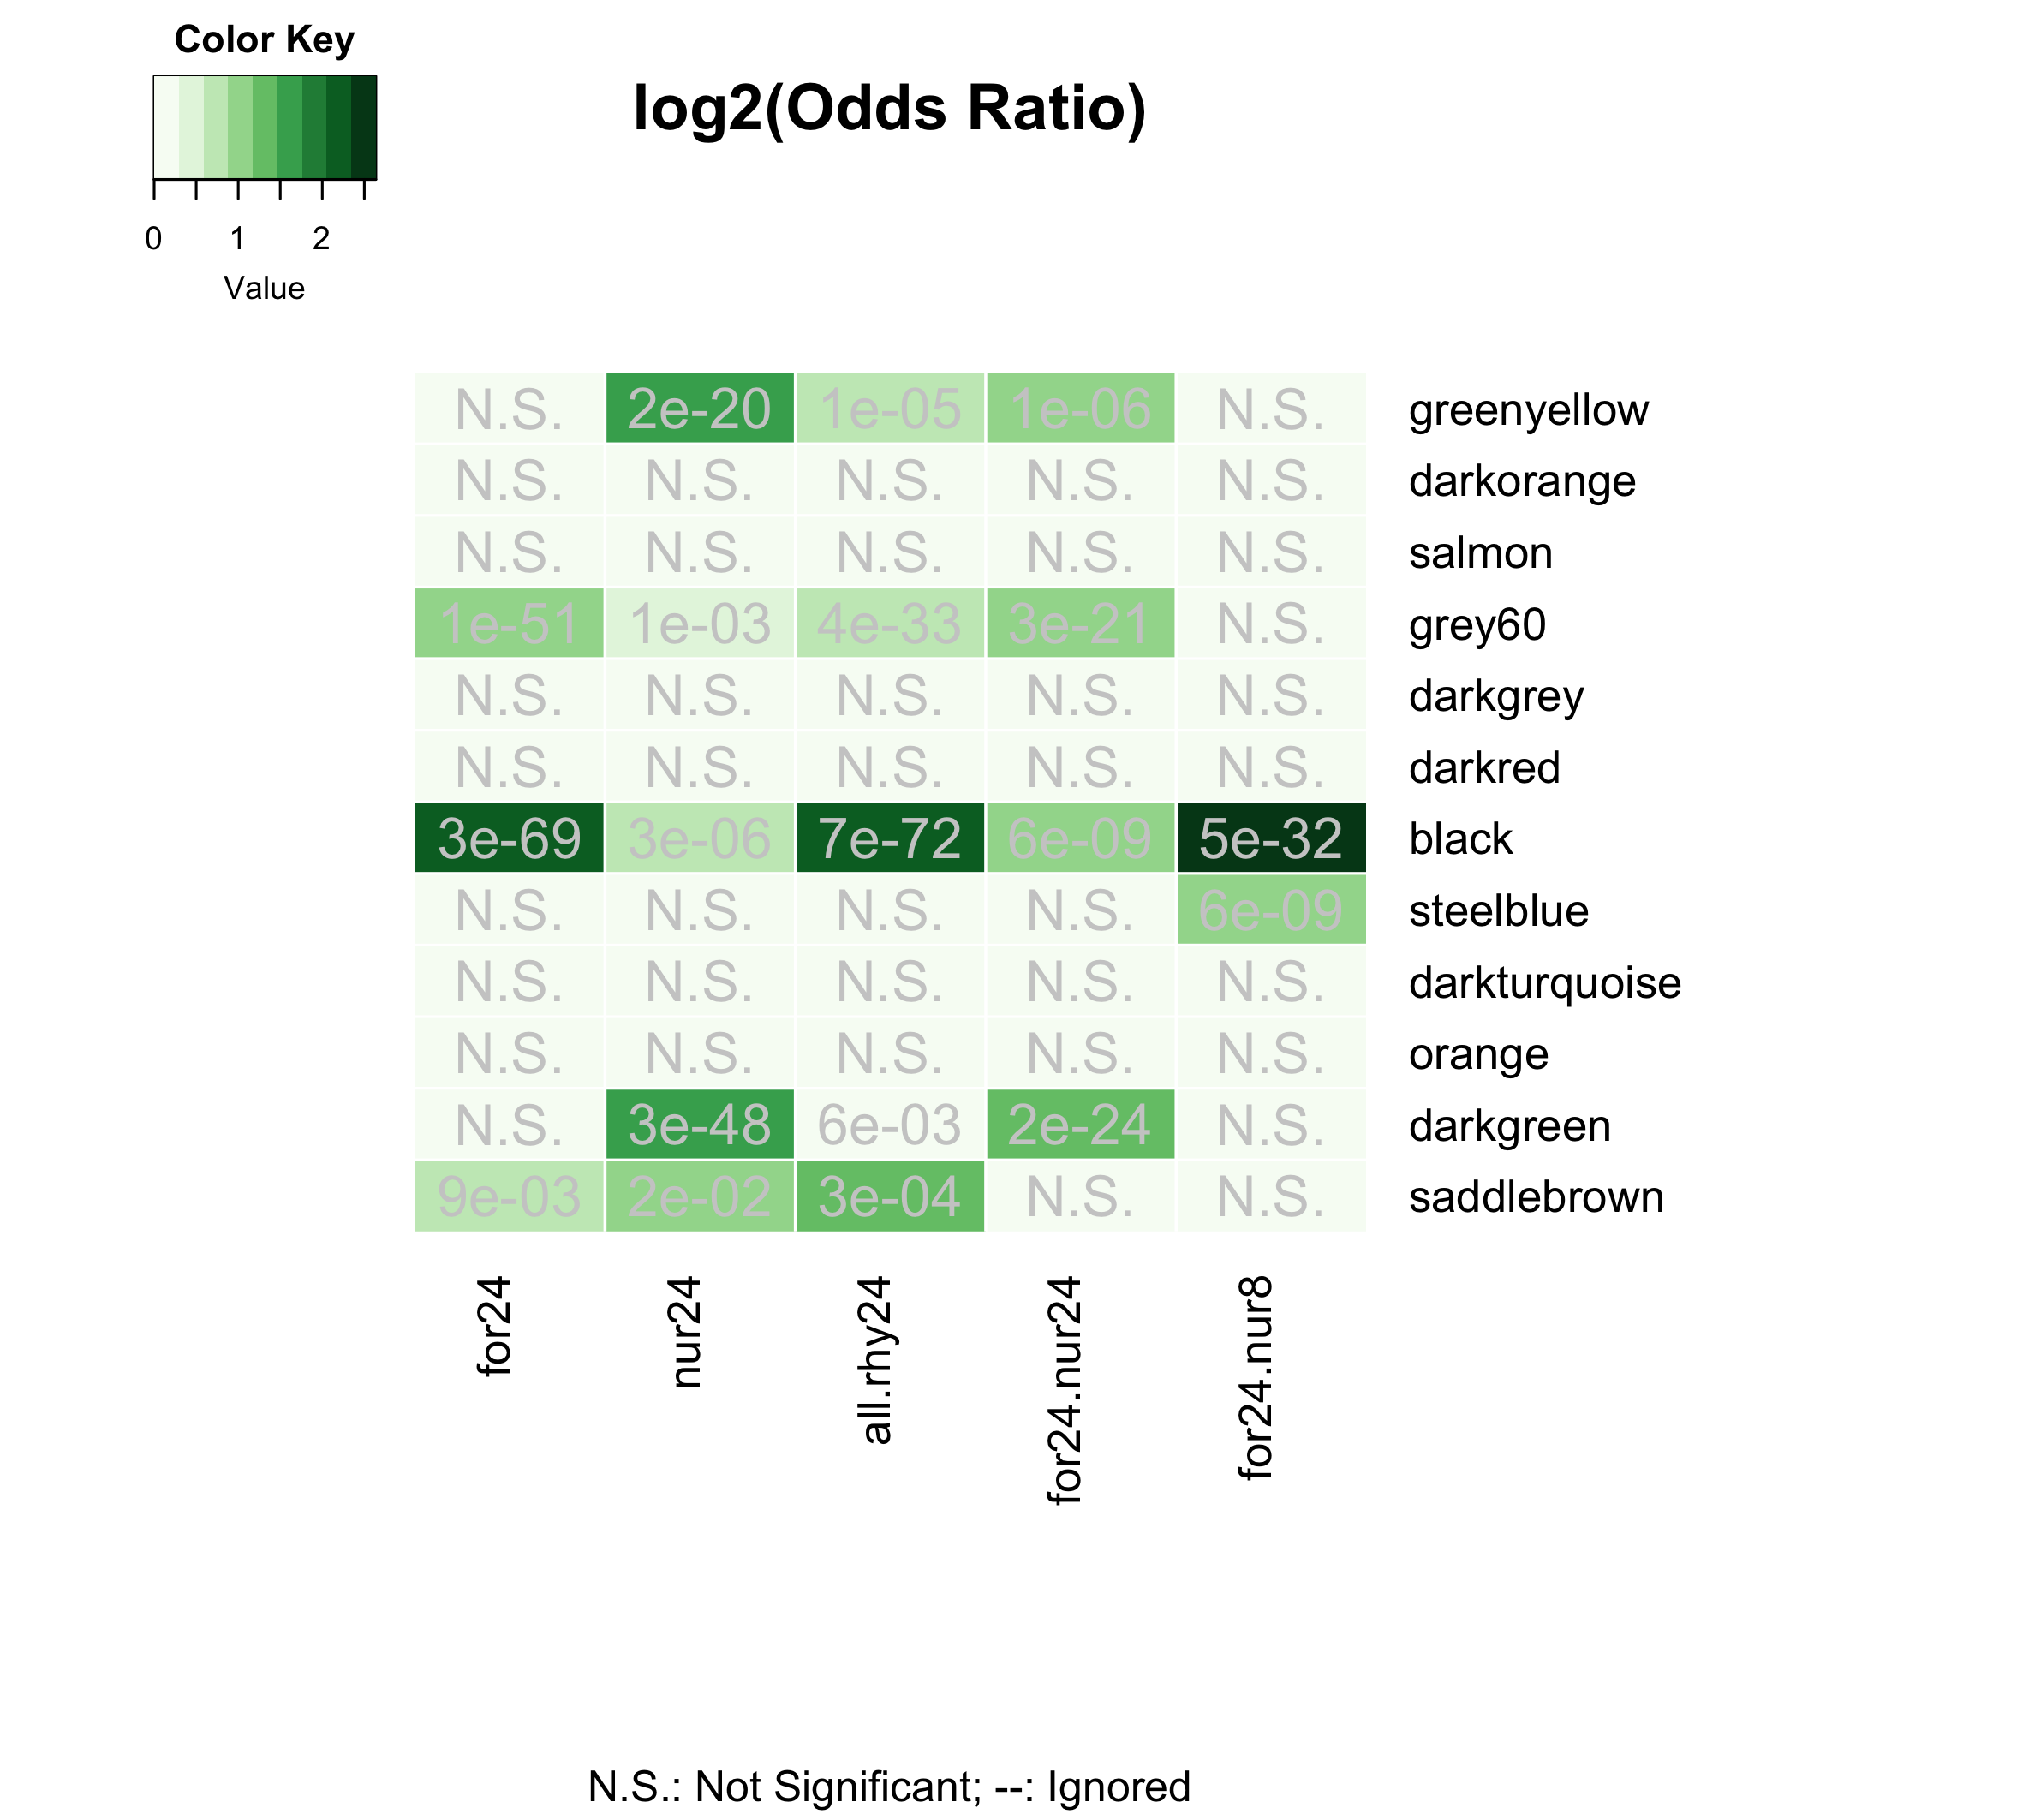 Color Key
log2(Odds Ratio)
0 1 2
Value
N.S. 2e-20 1e-05 1e-06 N.S. greenyellow
N.S. N.S. N.S. N.S. N.S. darkorange
N.S. N.S. N.S. N.S. N.S. salmon
1e-51 1e-03 4e-33 3e-21 N.S. grey60
N.S. N.S. N.S. N.S. N.S. darkgrey
N.S. N.S. N.S. N.S. N.S. darkred
3e-69 3e-06 7e-72 6e-09 5e-32 black
N.S. N.S. N.S. N.S. 6e-09 steelblue
N.S. N.S. N.S. N.S. N.S. darkturquoise
N.S. N.S. N.S. N.S. N.S. orange
N.S. 3e-48 6e-03 2e-24 N.S. darkgreen
9e-03 2e-02 3e-04 N.S. N.S. saddlebrown
for24
nur24
all.rhy24
for24.nur24
for24.nur8
N.S.: Not Significant; --: Ignored